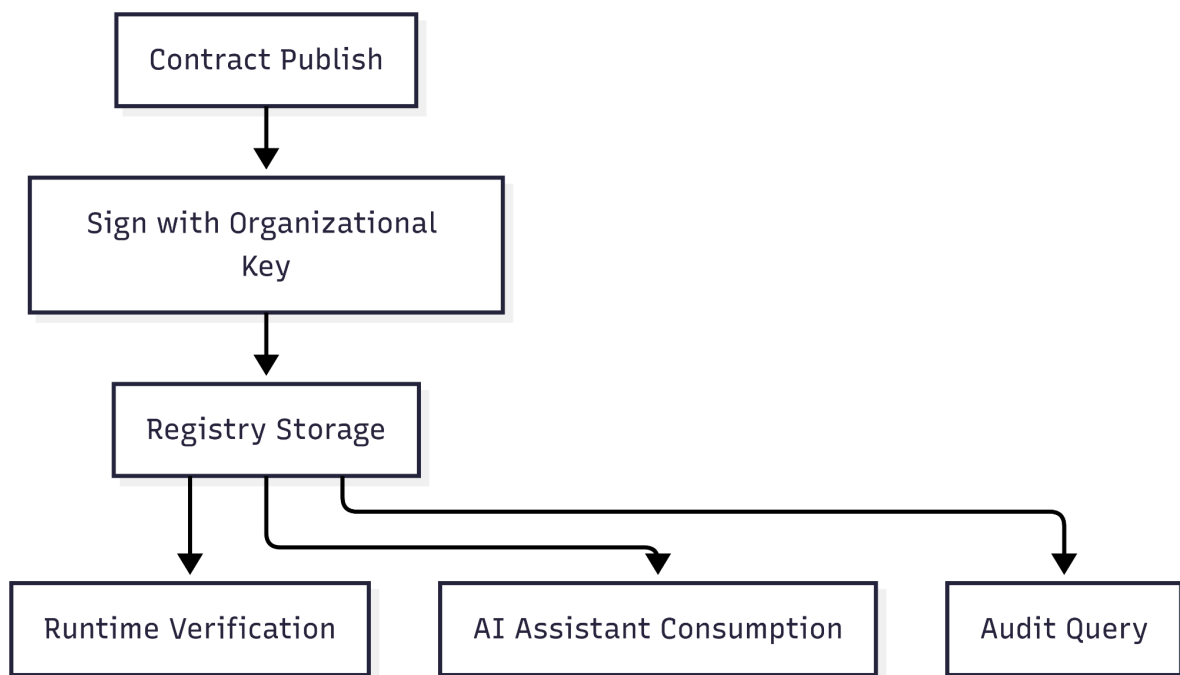 Contract Publish
Sign with Organizational
Key
Registry Storage
Runtime Verification
AI Assistant Consumption
Audit Query